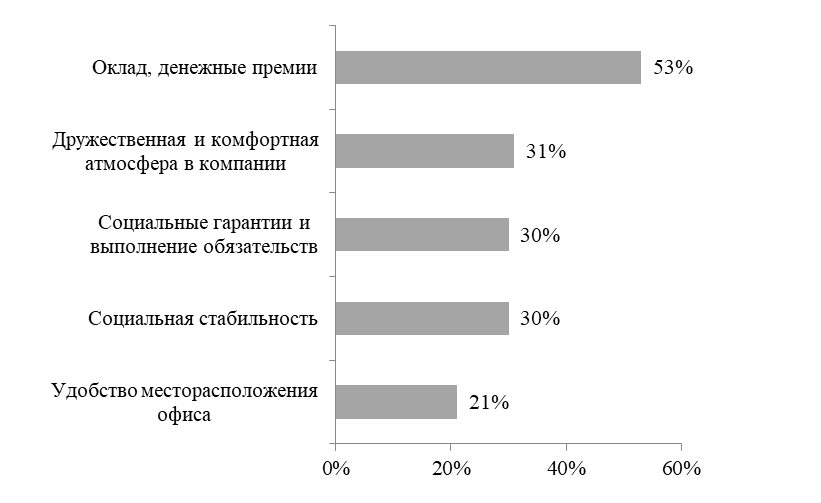 Оклад, денежные премии
53%
Дружественная и комфортная
атмосфера в компании
31%
Социальные гарантии и
выполнение обязательств
30%
Социальная стабильность
30%
Удобство месторасположения
офиса
21%
0% 20% 40% 60%